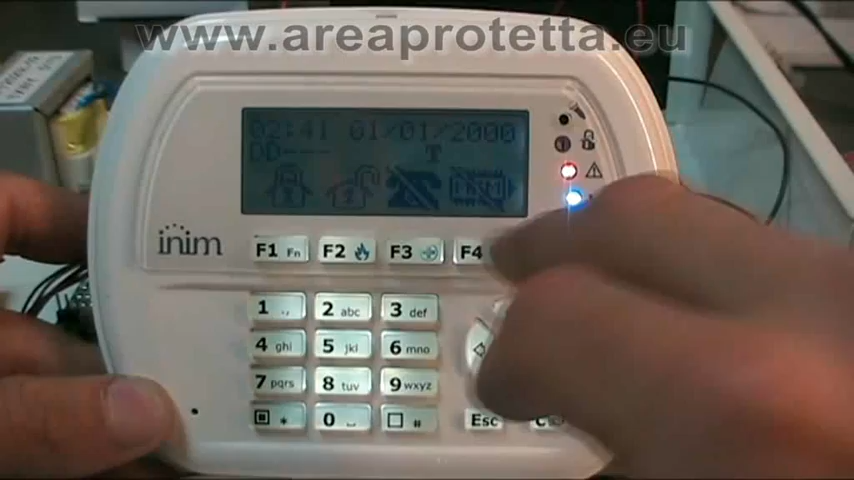 www.areaprotetta.eu
02:41 01/01/2000
DD---- T
inim
F1 Fn F2 F3 F4
1 ., 2 abc 3 def
4 ghi 5 jkl 6 mno
7 pqrs 8 tuv 9 wxyz
* 0 #
Esc